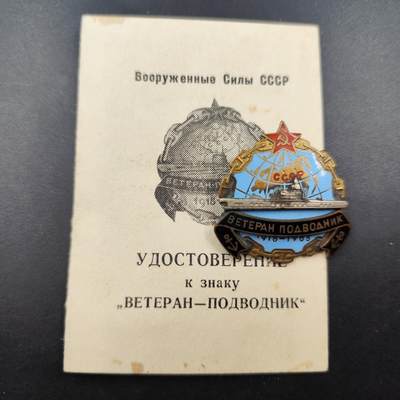 Вооруженные Силы СССР
ВЕТЕРАН-П
1918
СССР
ВЕТЕРАН ПОДВОДНИК
УДОСТОВЕРЕНИЕ
к знаку
„ВЕТЕРАН—ПОДВОДНИК“